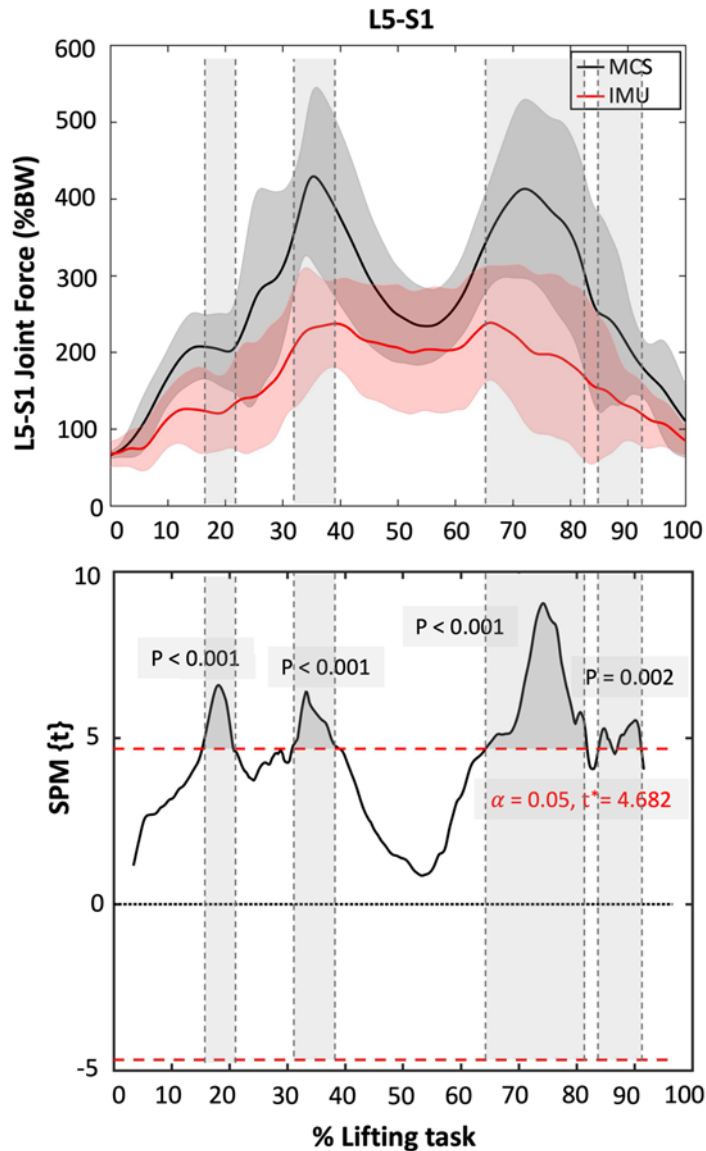 L5-S1
600
MCS
IMU
500
400
300
200
100
0
L5-S1 Joint Force (%BW)
0 10 20 30 40 50 60 70 80 90 100
10
P < 0.001
P < 0.001
P < 0.001
P = 0.002
5
α = 0.05, t*= 4.682
SPM {t}
0
-5
0 10 20 30 40 50 60 70 80 90 100
% Lifting task